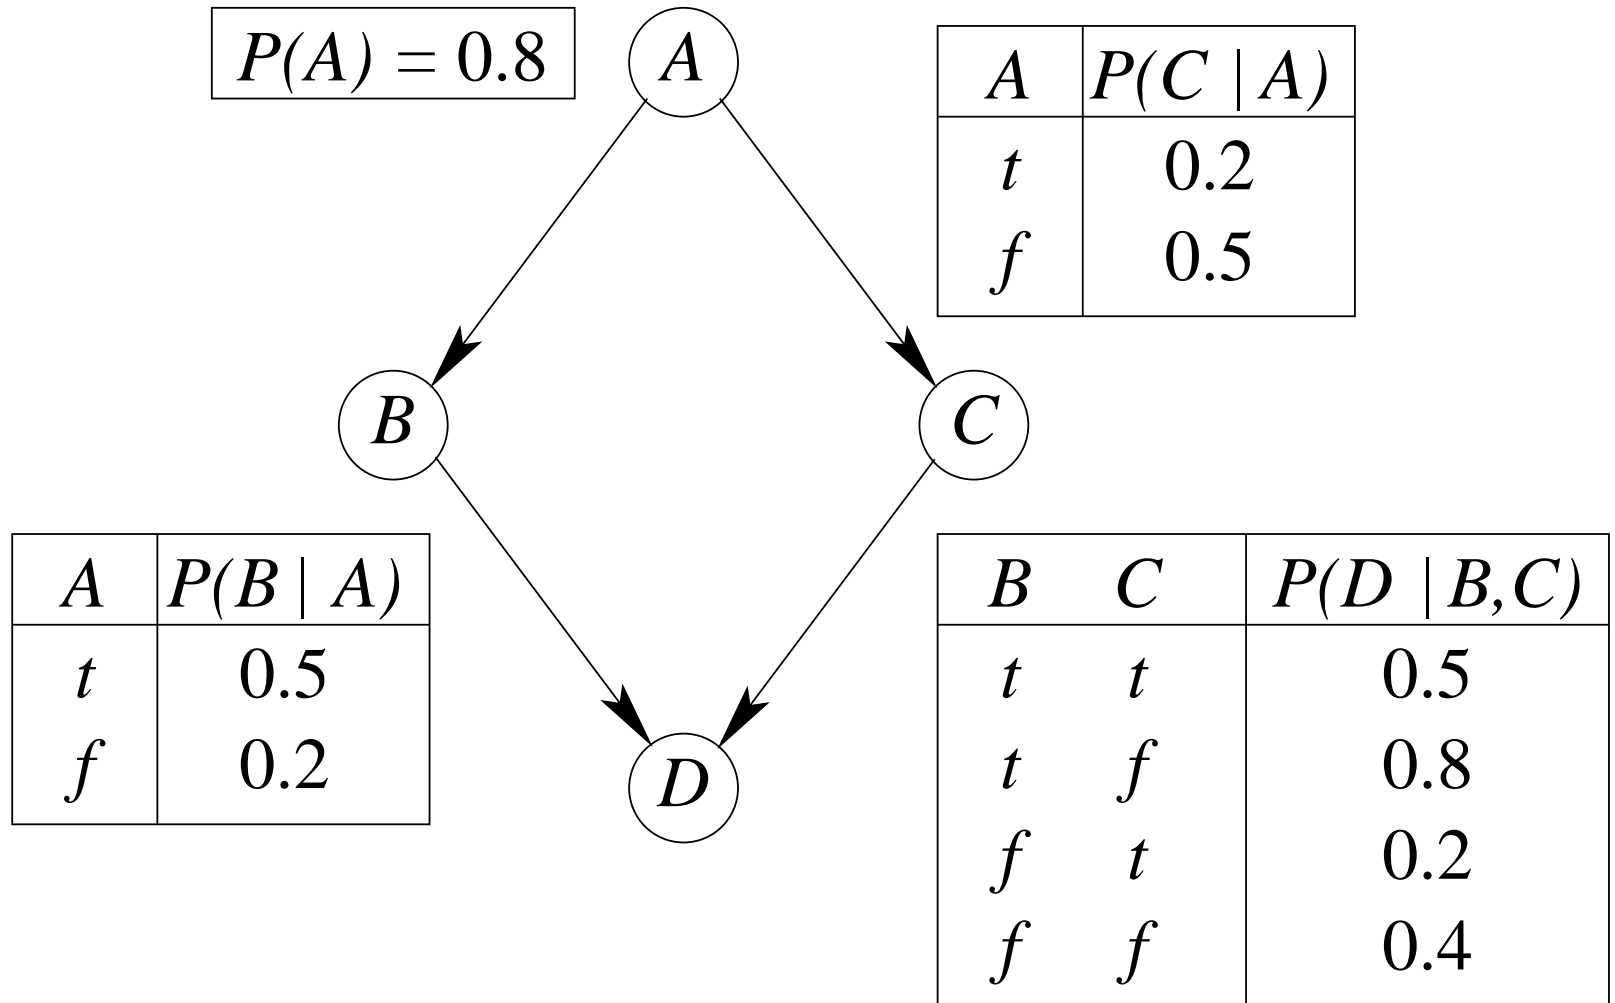 P(A) = 0.8
A
A P(C | A)
t 0.2
f 0.5
B
C
A P(B | A)
t 0.5
f 0.2
D
B C P(D | B,C)
t t 0.5
t f 0.8
f t 0.2
f f 0.4